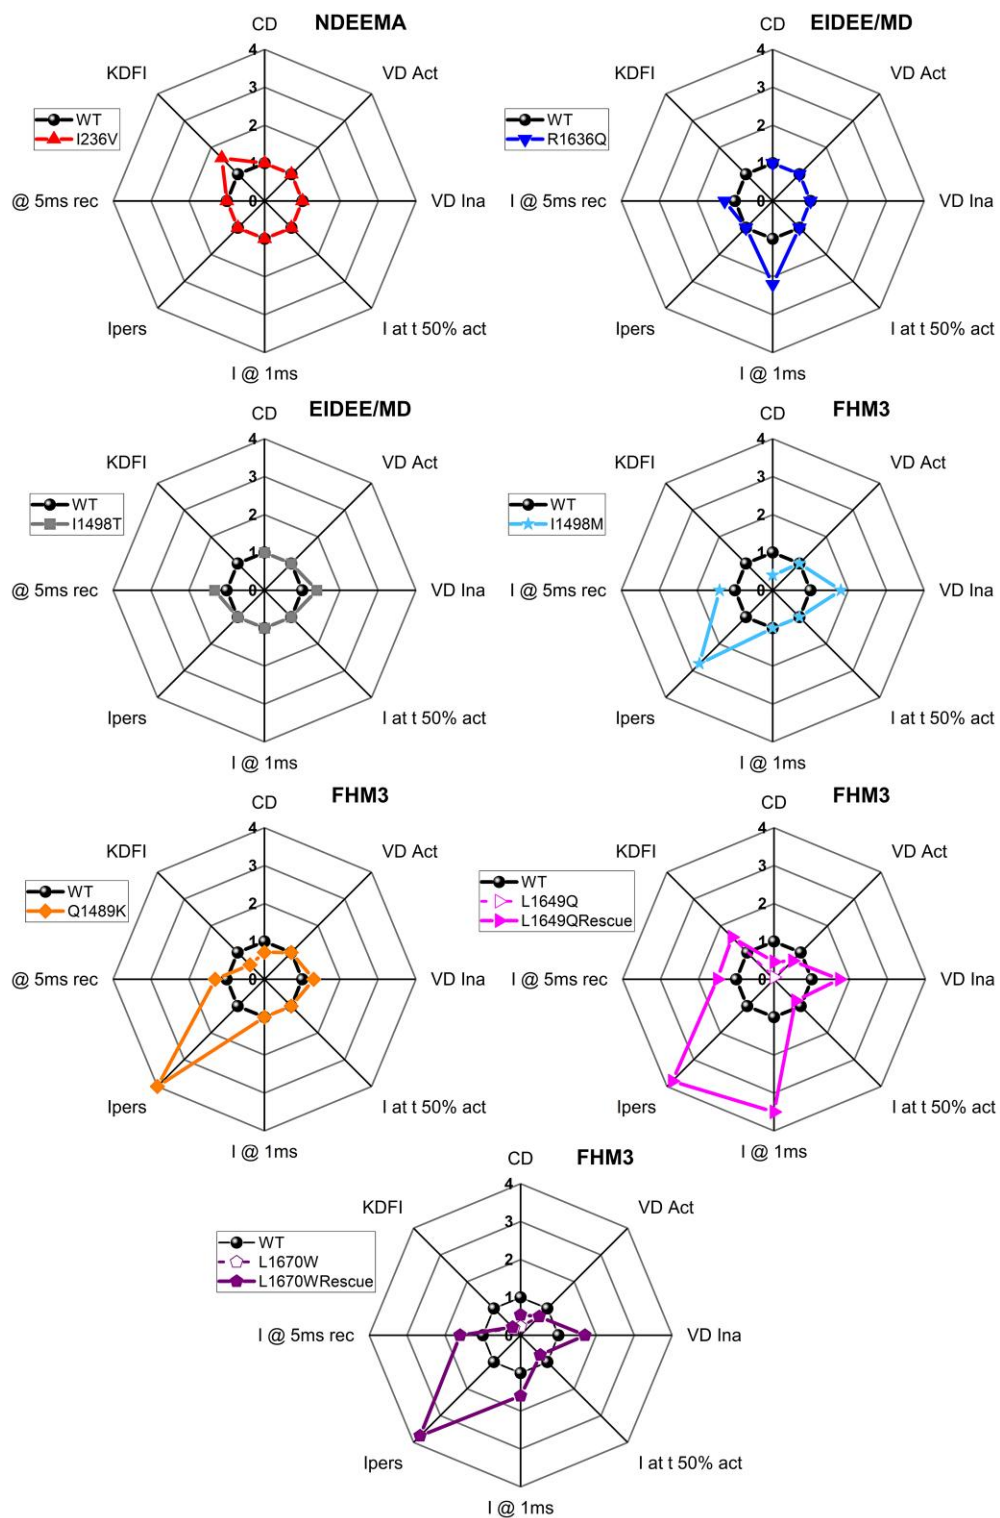 NDEEMA
CD
4
3
2
1
0
KDFI
VD Act
WT
I236V
@ 5ms rec
VD Ina
Ipers
I at t 50% act
I @ 1ms
EIDEE/MD
CD
4
3
2
1
0
KDFI
VD Act
WT
R1636Q
I @ 5ms rec
VD Ina
Ipers
I at t 50% act
I @ 1ms
EIDEE/MD
CD
4
3
2
1
0
KDFI
VD Act
WT
I1498T
@ 5ms rec
VD Ina
Ipers
I at t 50% act
I @ 1ms
FHM3
CD
4
3
2
1
0
KDFI
VD Act
WT
I1498M
I @ 5ms rec
VD Ina
Ipers
I at t 50% act
I @ 1ms
FHM3
CD
4
3
2
1
0
KDFI
VD Act
WT
Q1489K
@ 5ms rec
VD Ina
Ipers
I at t 50% act
I @ 1ms
FHM3
CD
4
3
2
1
0
KDFI
VD Act
WT
L1649Q
L1649QRescue
I @ 5ms rec
VD Ina
Ipers
I at t 50% act
I @ 1ms
FHM3
CD
4
3
2
1
0
KDFI
VD Act
WT
L1670W
L1670WRescue
I @ 5ms rec
VD Ina
Ipers
I at t 50% act
I @ 1ms